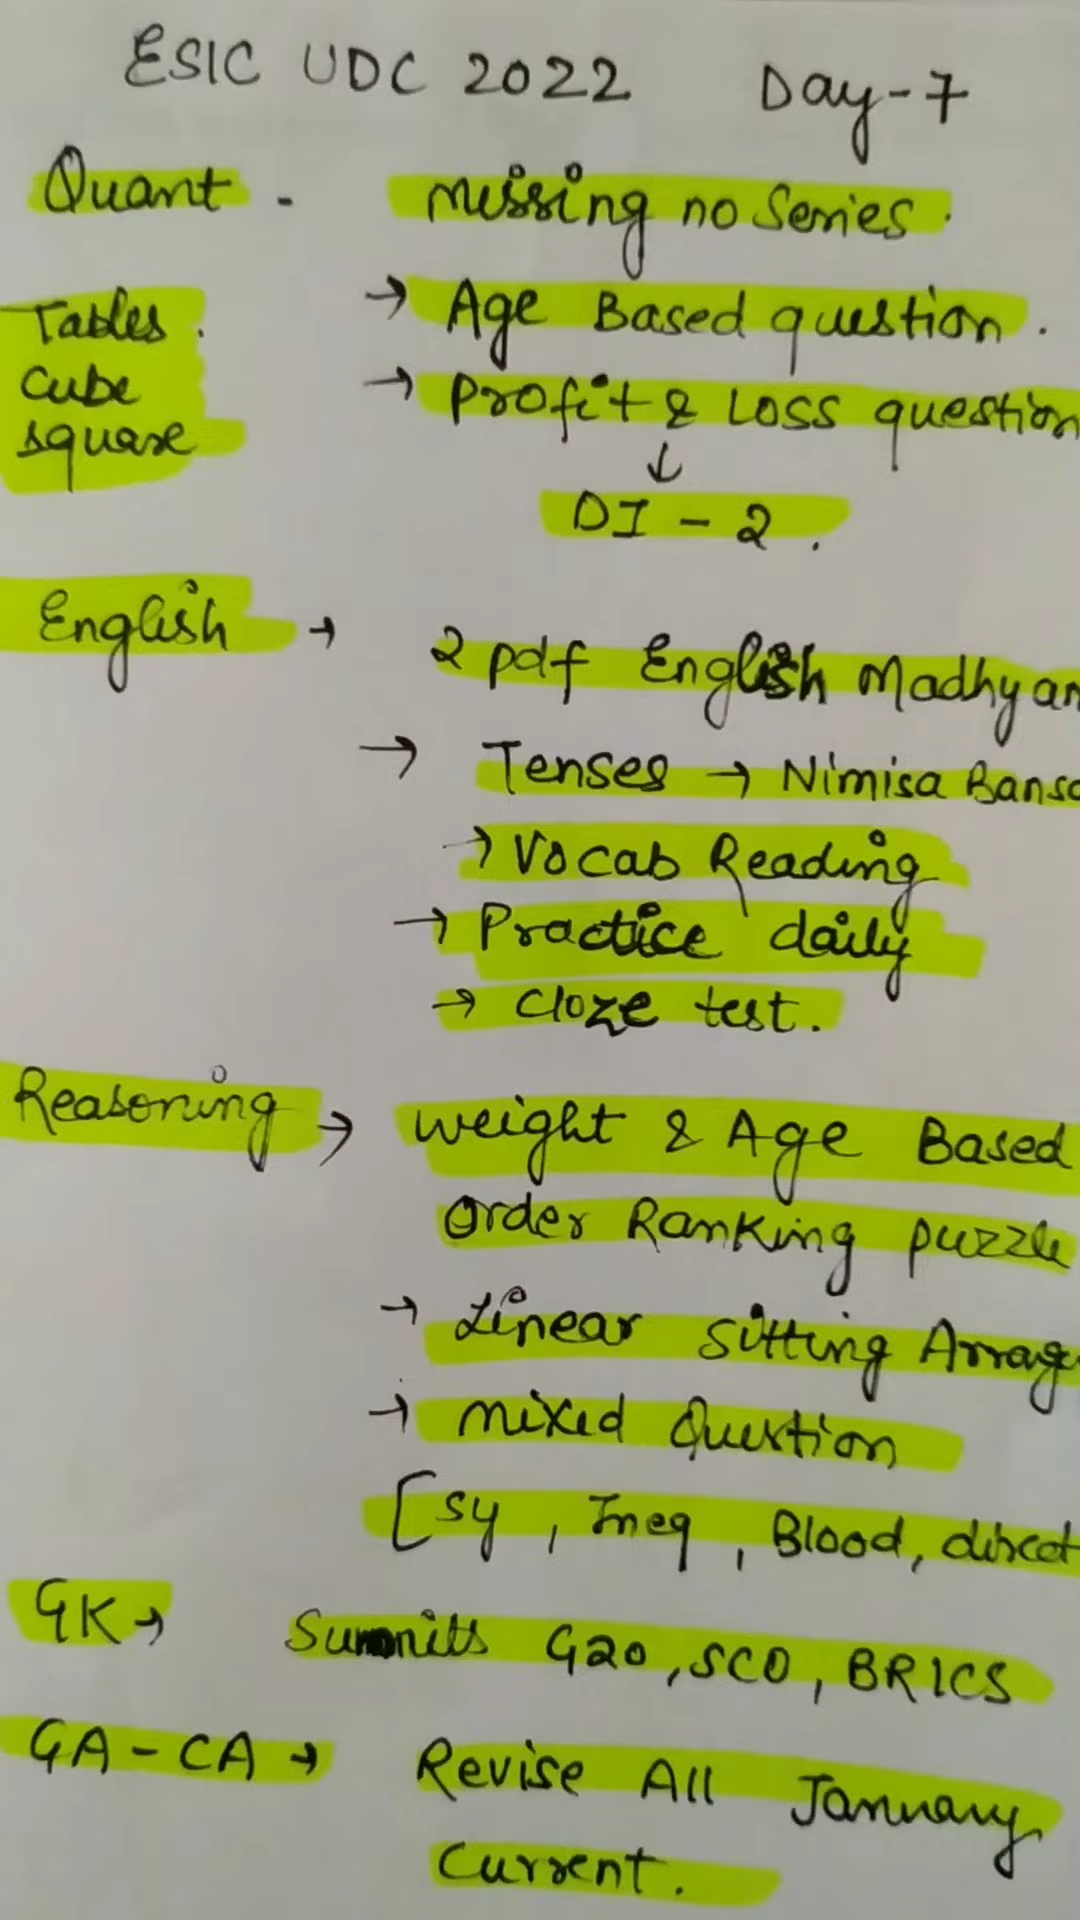 ESIC UDC 2022 Day-7
Quant - missing no Series.
Tables. → Age Based question.
Cube → Profit & Loss question
square ↓
DI - 2.
English → 2 pdf English Madhyam
→ Tenses → Nimisa Bansa
→ Vocab Reading
→ Practice daily
→ Cloze test.
Reasoning → weight & Age Based
Order Ranking puzzle
→ Linear Sitting Arrag
→ mixed Question
[sy, Ineq, Blood, direct
GK → Summits G20, SCO, BRICS
GA - CA → Revise All January
Current.